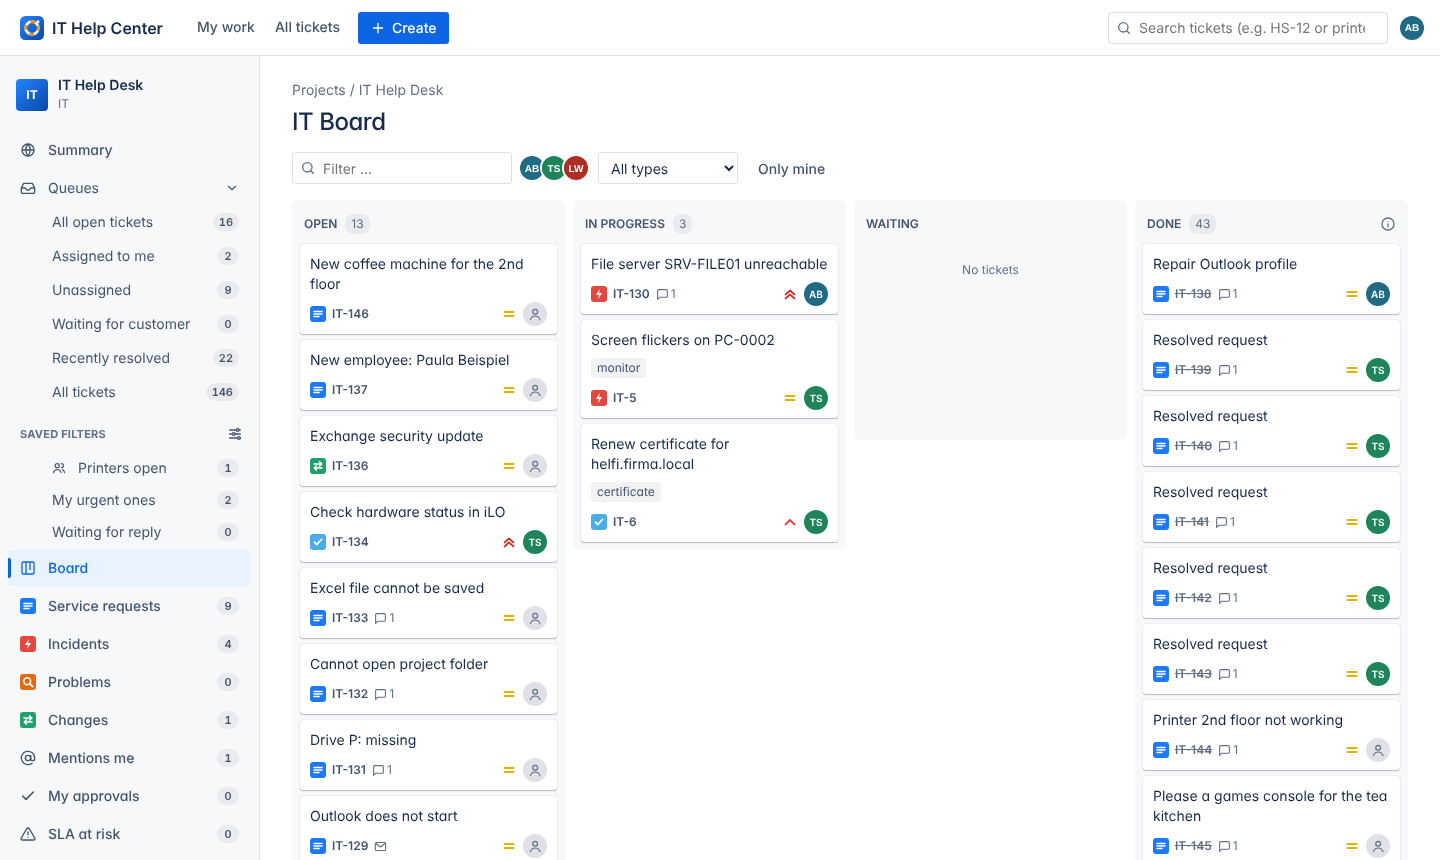 IT Help Center
My work
All tickets
Create
Search tickets (e.g. HS-12 or printe
AB
IT
IT Help Desk
IT
Summary
Queues
All open tickets 16
Assigned to me 2
Unassigned 9
Waiting for customer 0
Recently resolved 22
All tickets 146
SAVED FILTERS
Printers open 1
My urgent ones 2
Waiting for reply 0
Board
Service requests 9
Incidents 4
Problems 0
Changes 1
Mentions me 1
My approvals 0
SLA at risk 0
Projects / IT Help Desk
IT Board
Filter ...
AB TS LW
All types
Only mine
OPEN 13
New coffee machine for the 2nd
floor
IT-146
New employee: Paula Beispiel
IT-137
Exchange security update
IT-136
Check hardware status in iLO
IT-134 TS
Excel file cannot be saved
IT-133 1
Cannot open project folder
IT-132 1
Drive P: missing
IT-131 1
Outlook does not start
IT-129
IN PROGRESS 3
File server SRV-FILE01 unreachable
IT-130 1 AB
Screen flickers on PC-0002
monitor
IT-5 TS
Renew certificate for
helfi.firma.local
certificate
IT-6 TS
WAITING
No tickets
DONE 43
Repair Outlook profile
IT-138 1 AB
Resolved request
IT-139 1 TS
Resolved request
IT-140 1 TS
Resolved request
IT-141 1 TS
Resolved request
IT-142 1 TS
Resolved request
IT-143 1 TS
Printer 2nd floor not working
IT-144 1
Please a games console for the tea
kitchen
IT-145 1